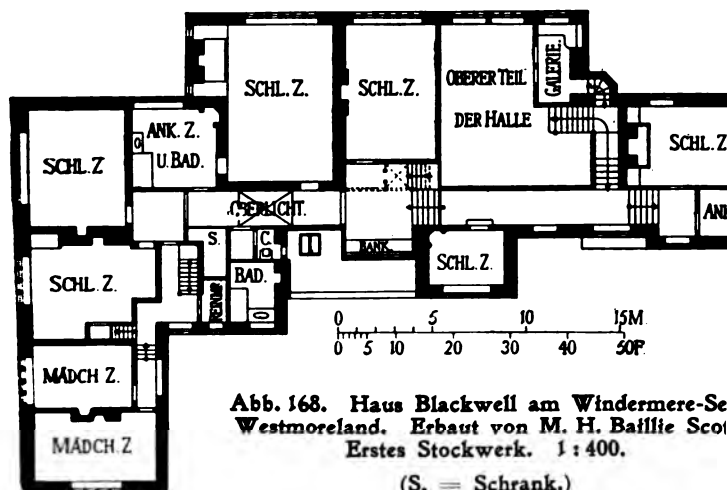 SCHL. Z.
SCHL. Z.
OBERER TEIL
DER HALLE
GALERIE.
SCHL. Z
ANK. Z.
U. BAD.
SCHL. Z
OBERLICHT.
S.
C.
BANK
SCHL. Z.
SCHL. Z.
BAD.
MÄDCH Z.
MÄDCH. Z
0 5 10 15M
0 5 10 20 30 40 50F.
Abb. 168. Haus Blackwell am Windermere-Se
Westmoreland. Erbaut von M. H. Baillie Scot
Erstes Stockwerk. 1 : 400.
(S. = Schrank.)